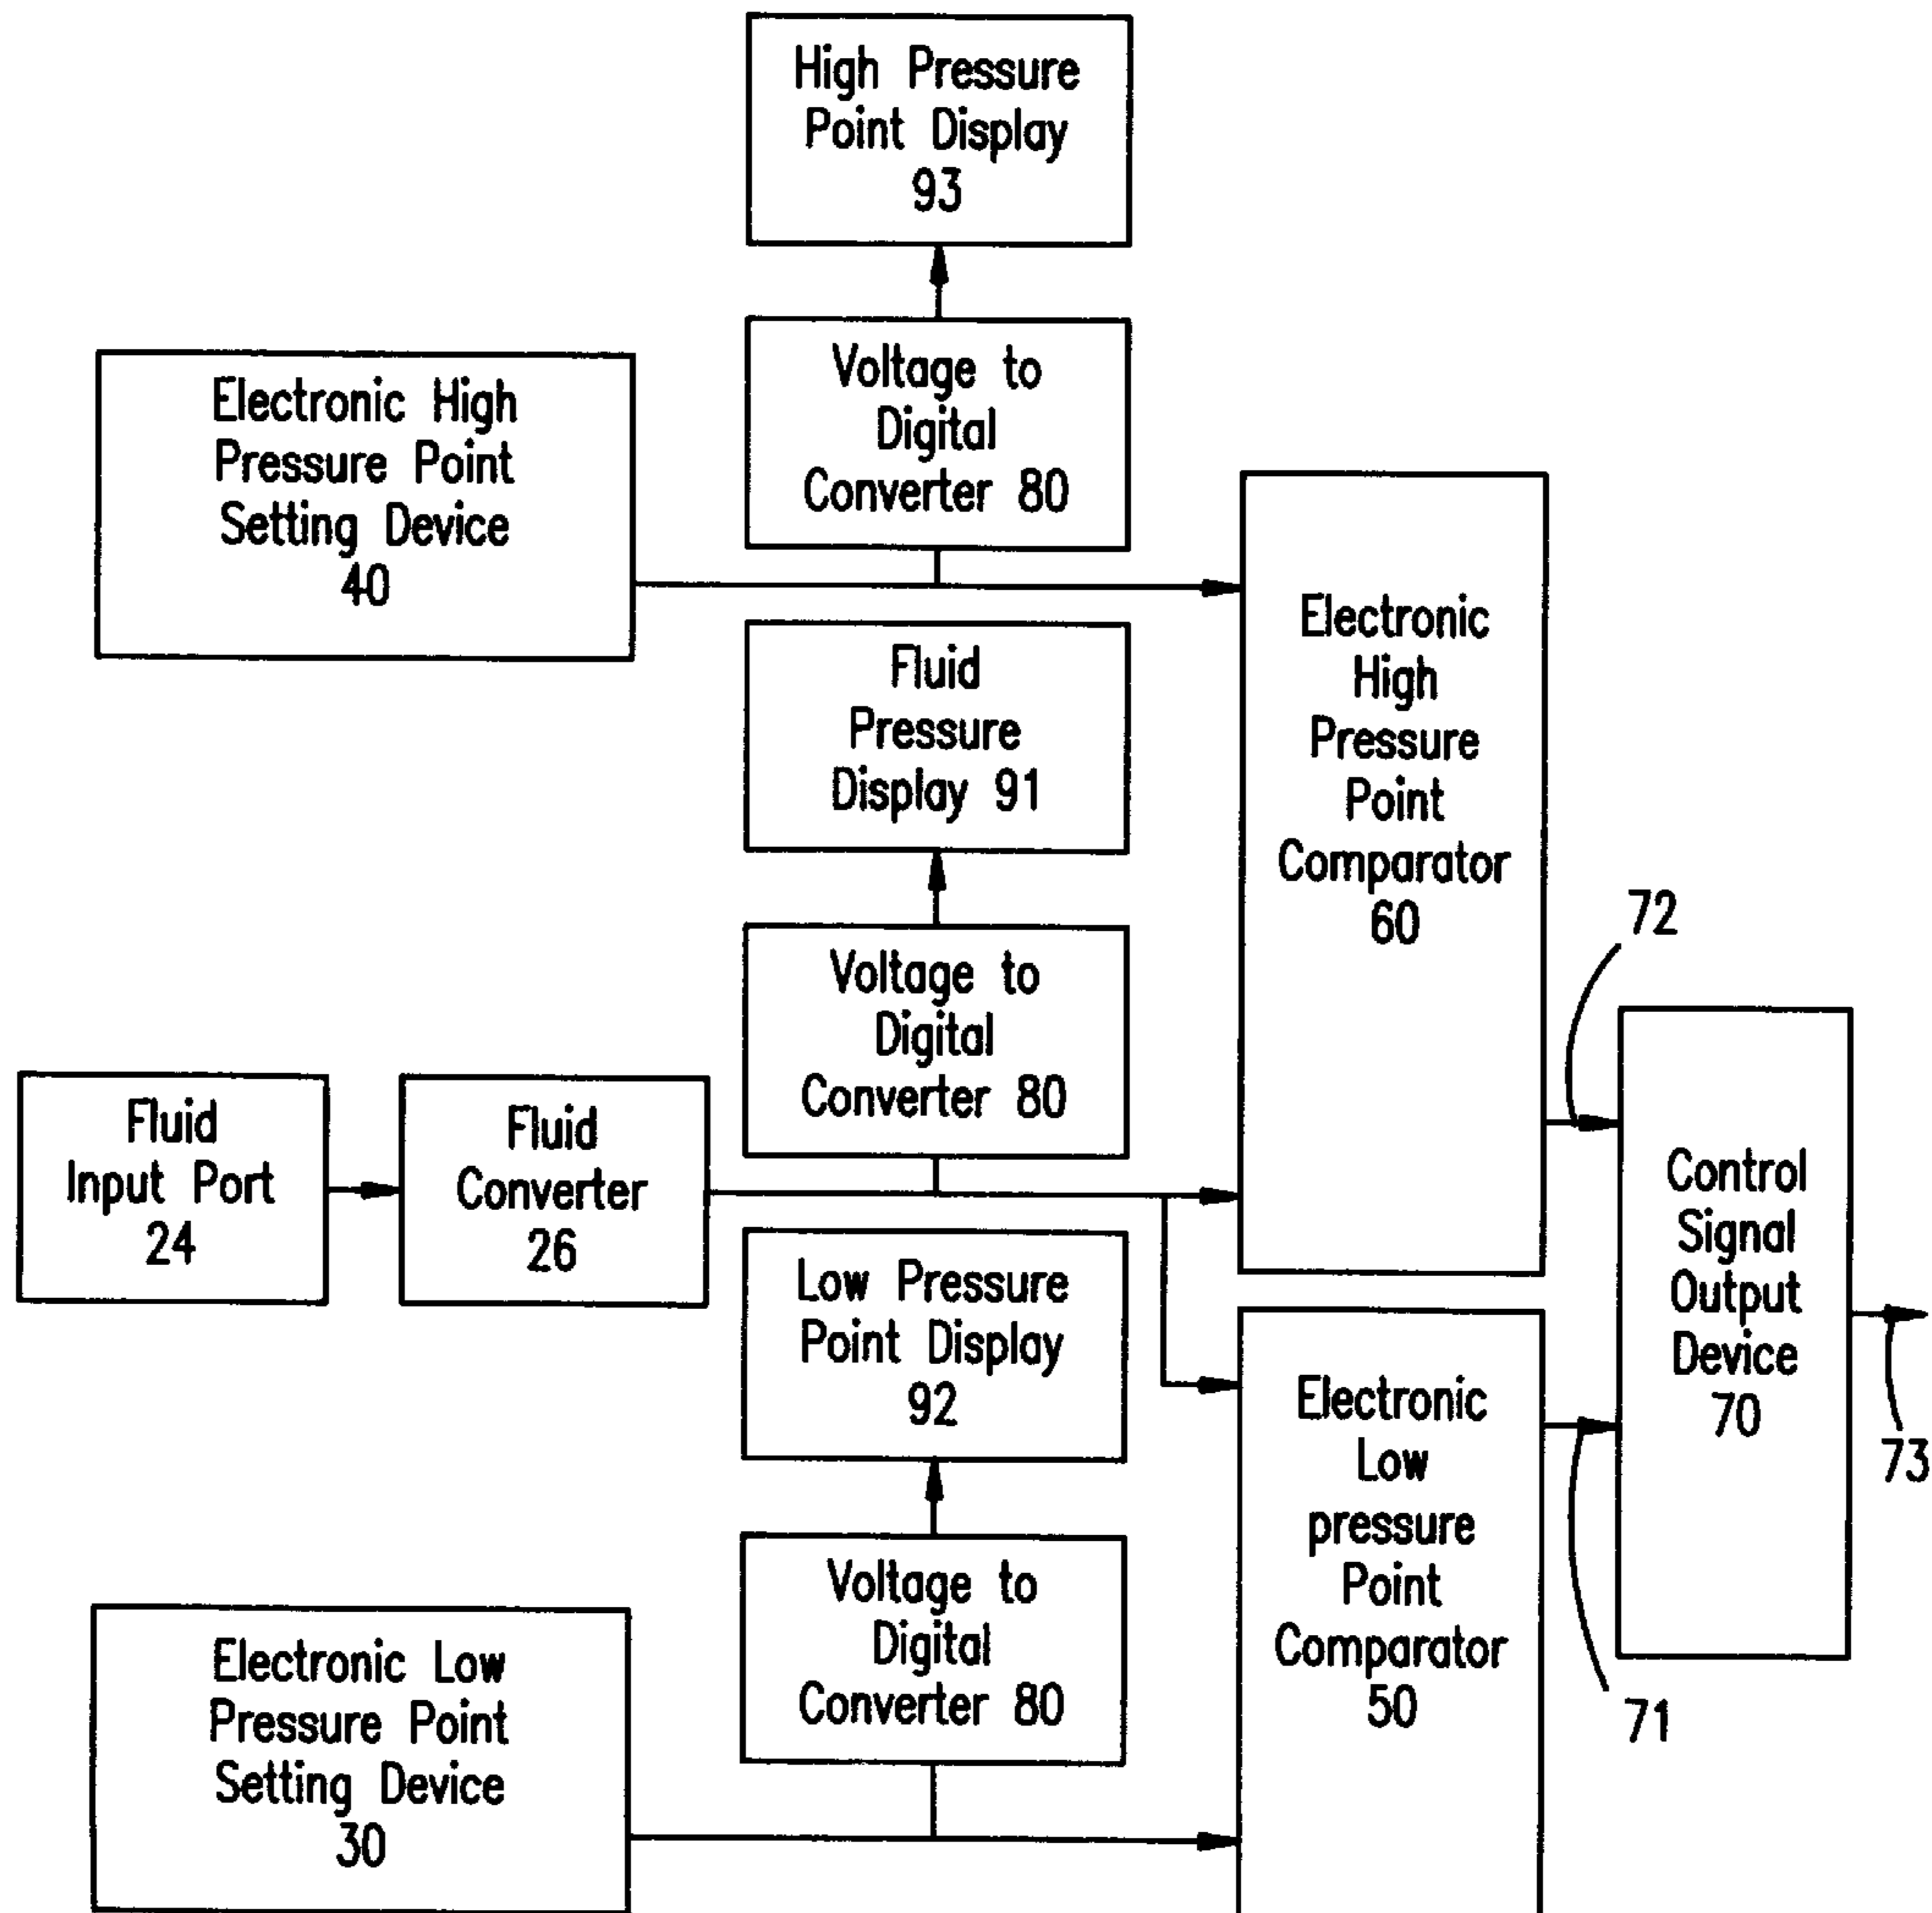 High Pressure
Point Display
93
Voltage to
Digital
Converter 80
Electronic High
Pressure Point
Setting Device
40
Fluid
Pressure
Display 91
Electronic
High
Pressure
Point
Comparator
60
72
Voltage to
Digital
Converter 80
Fluid
Input Port
24
Fluid
Converter
26
Control
Signal
Output
Device
70
73
Low Pressure
Point Display
92
Electronic
Low
pressure
Point
Comparator
50
71
Voltage to
Digital
Converter 80
Electronic Low
Pressure Point
Setting Device
30